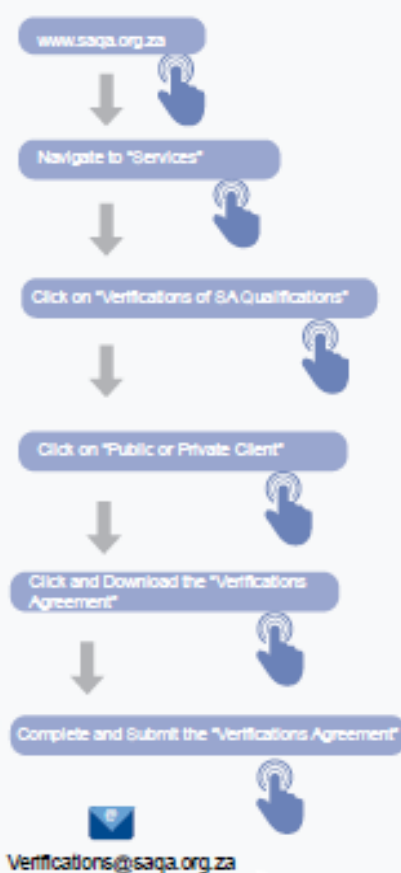 www.saqa.org.za
Navigate to "Services"
Click on "Verifications of SA Qualifications"
Click on "Public or Private Client"
Click and Download the "Verifications
Agreement"
Complete and Submit the "Verifications Agreement"
Verifications@saqa.org.za